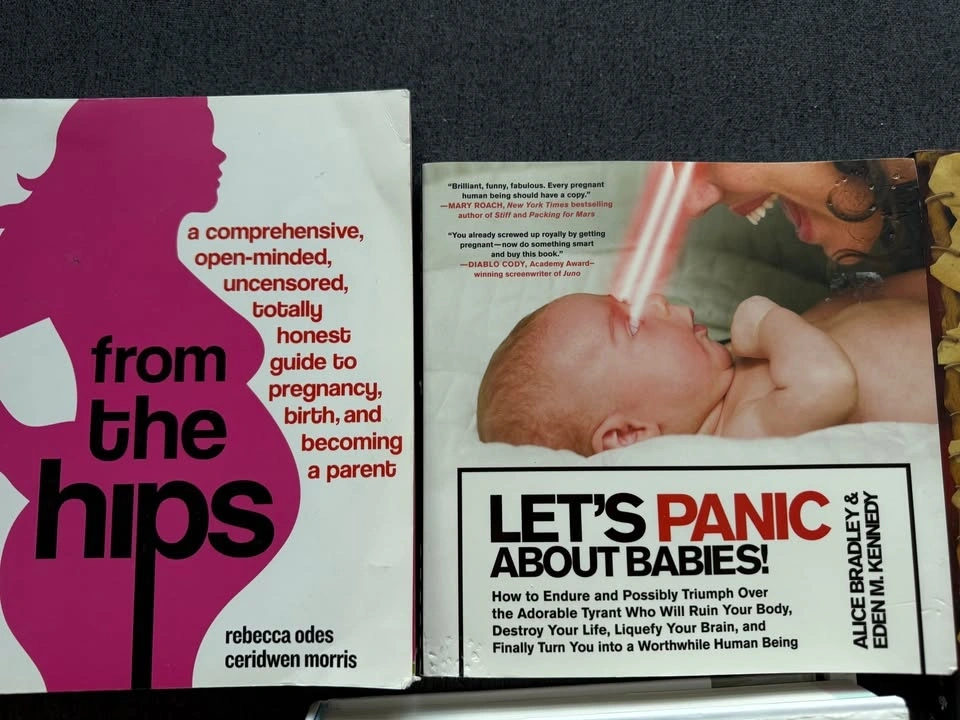 a comprehensive,
open-minded,
uncensored,
totally
honest
guide to
pregnancy,
birth, and
becoming
a parent
from
the
hips
rebecca odes
ceridwen morris
“Brilliant, funny, fabulous. Every pregnant
human being should have a copy.”
—MARY ROACH, New York Times bestselling
author of Stiff and Packing for Mars
“You already screwed up royally by getting
pregnant—now do something smart
and buy this book.”
—DIABLO CODY, Academy Award–
winning screenwriter of Juno
LET’S PANIC
ABOUT BABIES!
How to Endure and Possibly Triumph Over
the Adorable Tyrant Who Will Ruin Your Body,
Destroy Your Life, Liquefy Your Brain, and
Finally Turn You into a Worthwhile Human Being
ALICE BRADLEY &
EDEN M. KENNEDY